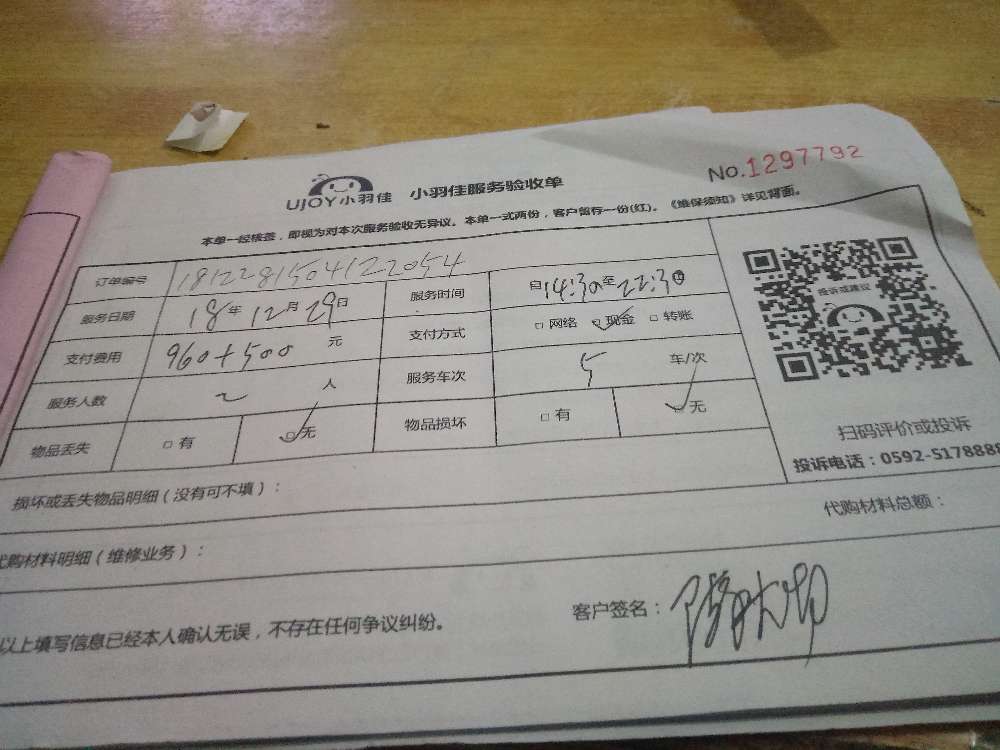 No.1297792
UJOY小羽佳 小羽佳服务验收单
本单一经核签，即视为对本次服务验收无异议。本单一式两份，客户留存一份(红)。《维保须知》详见背面。
订单编号 181228150412205​4
服务日期 18年12月29日 服务时间 自14:30至22:30
支付费用 960+500 元 支付方式 □网络 ☑现金 □转账
服务人数 2 人 服务车次 5 车/次
物品丢失 □有 ☑无 物品损坏 □有 ☑无
投诉或建议
扫码评价或投诉
投诉电话：0592-5178888
损坏或丢失物品明细（没有可不填）：
代购材料明细（维修业务）： 代购材料总额：
以上填写信息已经本人确认无误，不存在任何争议纠纷。 客户签名：